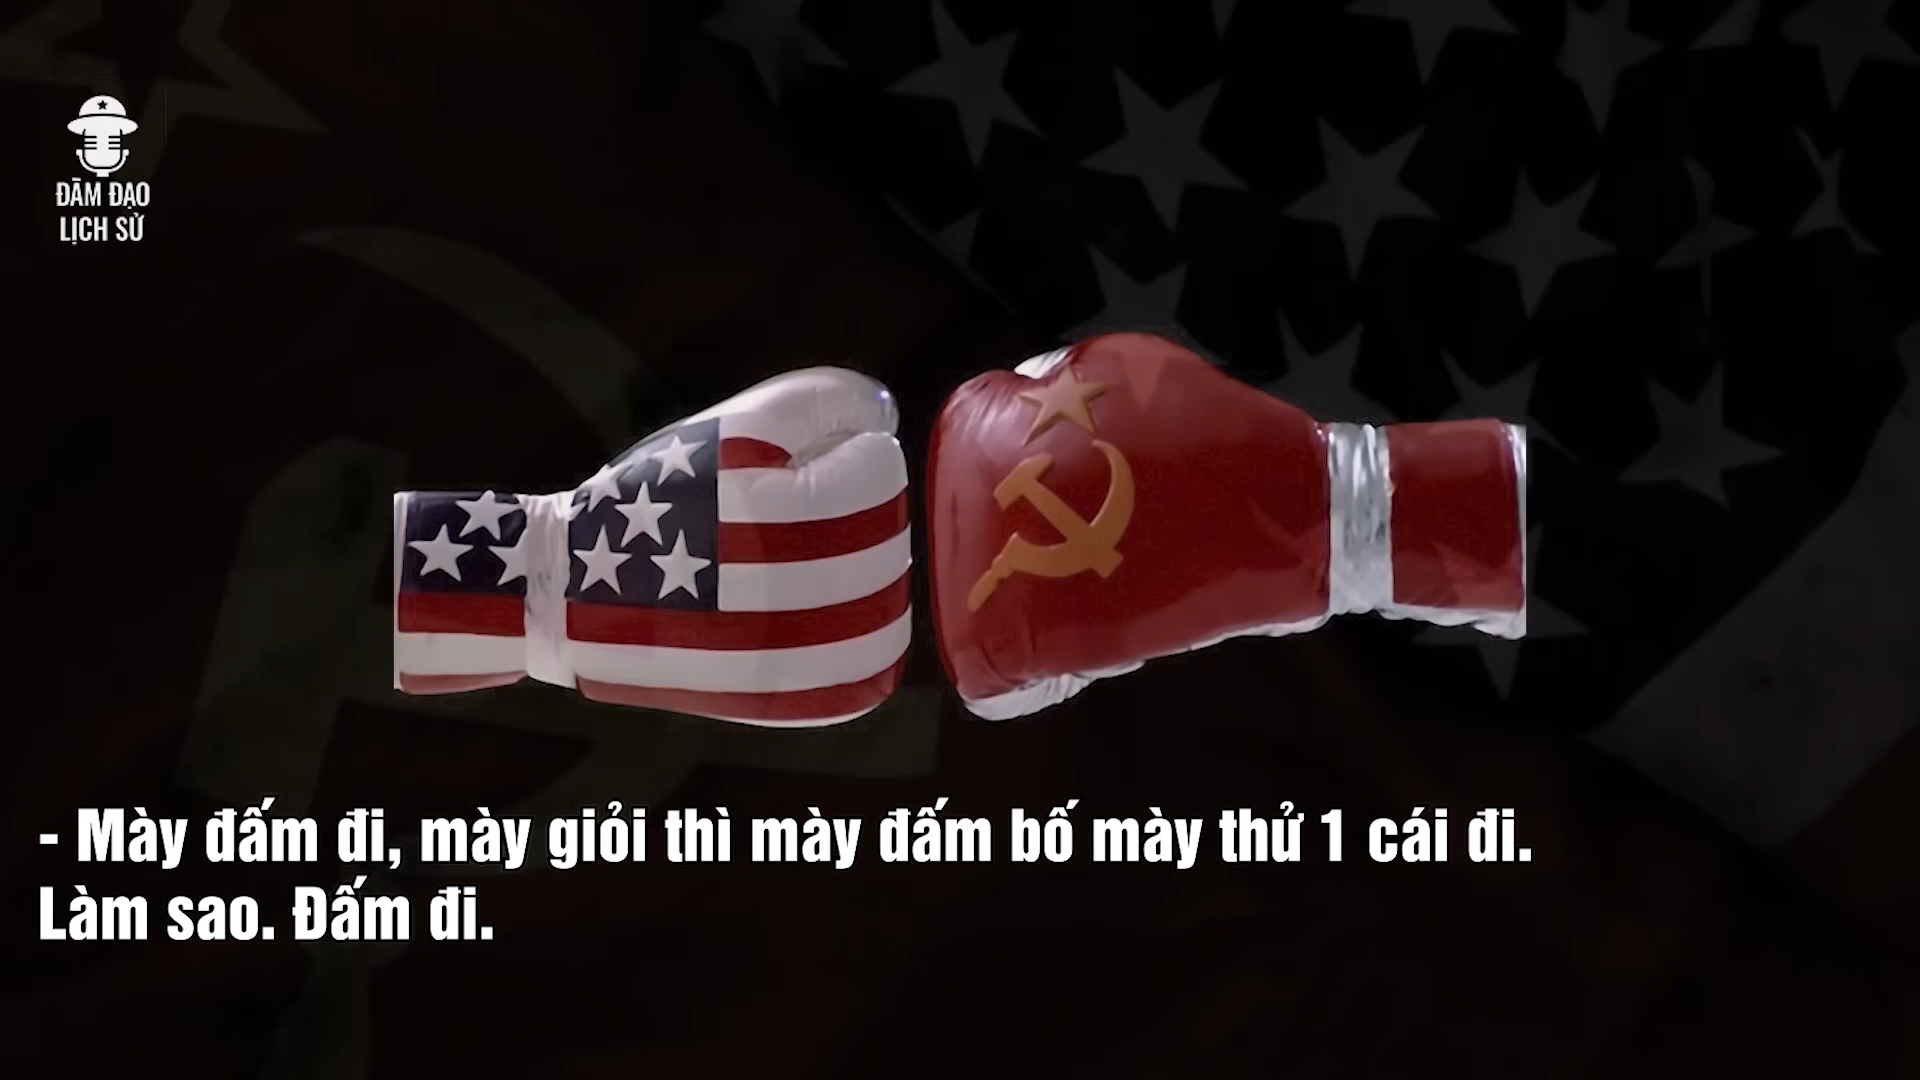 ĐÀM ĐẠO
LỊCH SỬ
- Mày đấm đi, mày giỏi thì mày đấm bố mày thử 1 cái đi.
Làm sao. Đấm đi.